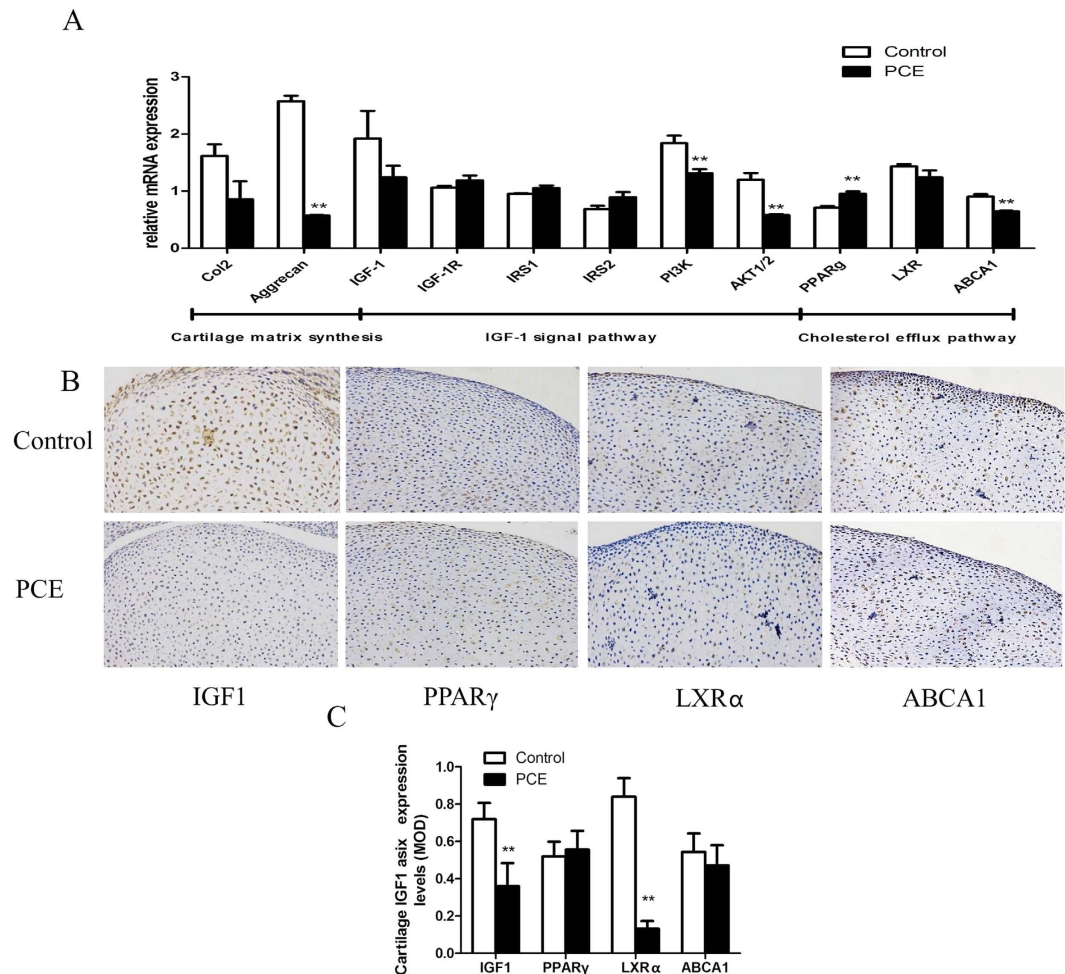 A
Control
PCE
relative mRNA expression
3
2
1
0
**
**
**
**
**
Col2
Aggrecan
IGF-1
IGF-1R
IRS1
IRS2
PI3K
AKT1/2
PPARg
LXR
ABCA1
Cartilage matrix synthesis
IGF-1 signal pathway
Cholesterol efflux pathway
B
Control
PCE
IGF1
PPARγ
LXRα
ABCA1
C
Cartilage IGF1 asix expression
levels (MOD)
Control
PCE
1.0
0.8
0.6
0.4
0.2
0.0
**
**
IGF1
PPARγ
LXRα
ABCA1